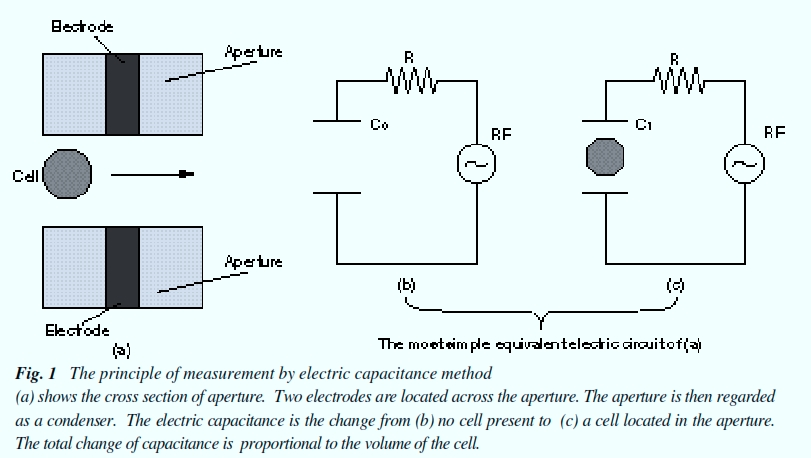 Electrode
Aperture
Cell
Aperture
Electrode
(a)
R
C₀
RF
(b)
R
C₁
RF
(c)
The most simple equivalent electric circuit of (a)
Fig. 1 The principle of measurement by electric capacitance method
(a) shows the cross section of aperture. Two electrodes are located across the aperture. The aperture is then regarded
as a condenser. The electric capacitance is the change from (b) no cell present to (c) a cell located in the aperture.
The total change of capacitance is proportional to the volume of the cell.